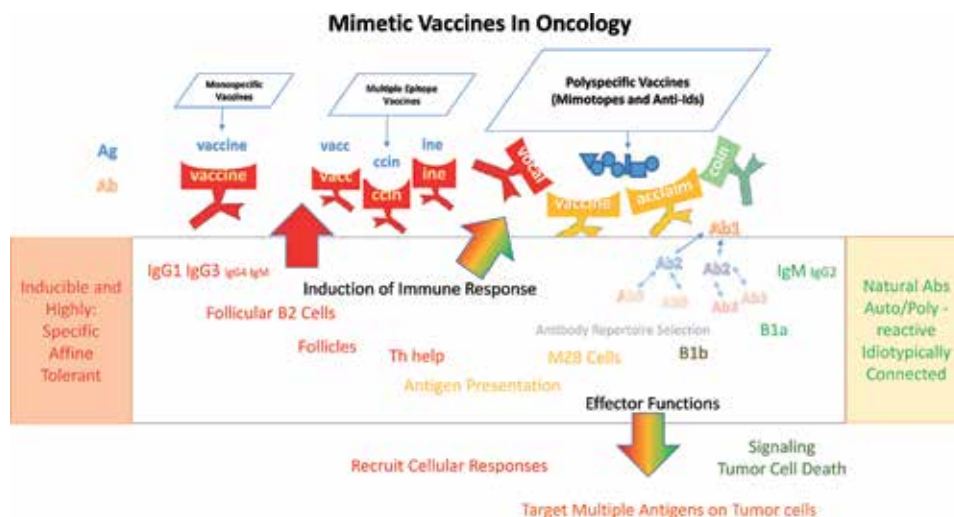 Mimetic Vaccines In Oncology
Monospecific
Vaccines
Multiple Epitope
Vaccines
Polyspecific Vaccines
(Mimotopes and Anti-Ids)
Ag
vaccine
vacc
ccin
ine
Ab
vaccine
vacc
ccin
ine
vocal
vaccine
acclaim
coin
Ab1
Inducible and
Highly:
Specific
Affine
Tolerant
IgG1 IgG3 IgG4 IgM
Induction of Immune Response
Follicular B2 Cells
Follicles
Th help
Antigen Presentation
Ab2
Ab2
Ab3
Ab3
Ab3
Ab3
Antibody Repertoire Selection
MZB Cells
B1b
IgM IgG2
B1a
Natural Abs
Auto/Poly -
reactive
Idiotypically
Connected
Effector Functions
Recruit Cellular Responses
Signaling
Tumor Cell Death
Target Multiple Antigens on Tumor cells